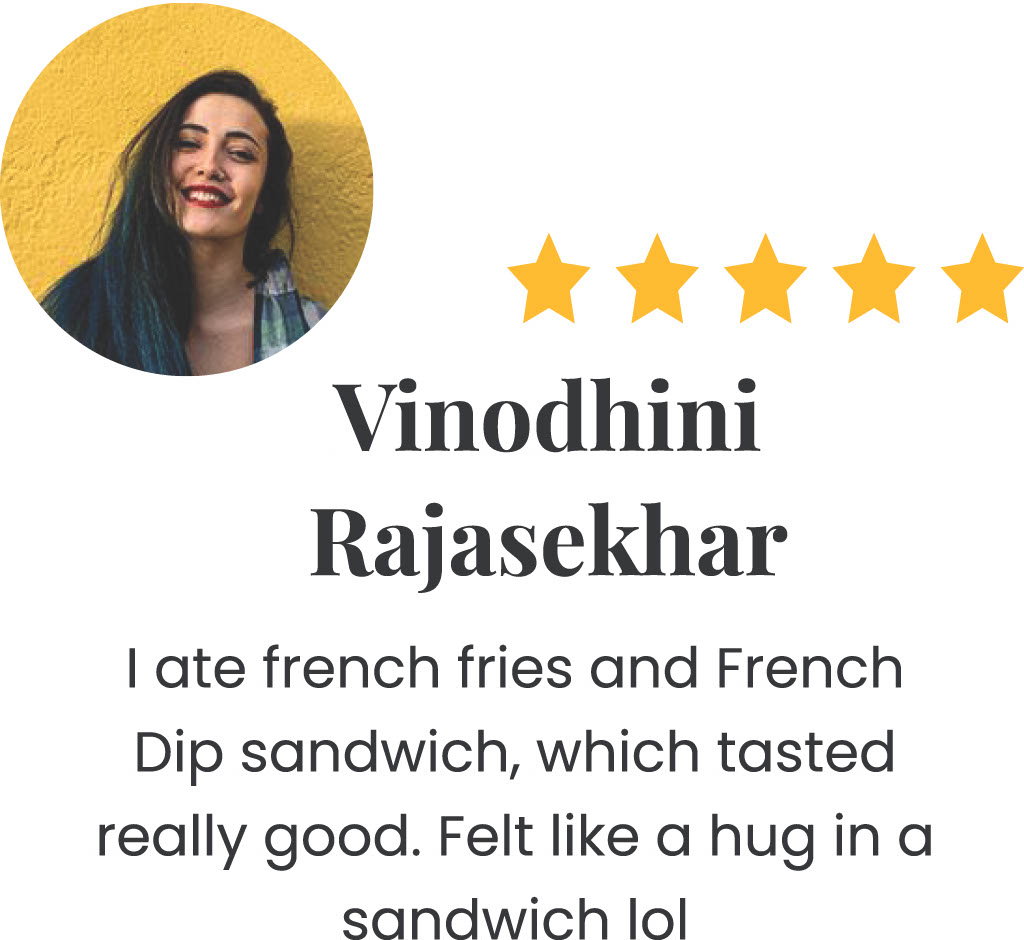 Vinodhini
Rajasekhar
I ate french fries and French
Dip sandwich, which tasted
really good. Felt like a hug in a
sandwich lol